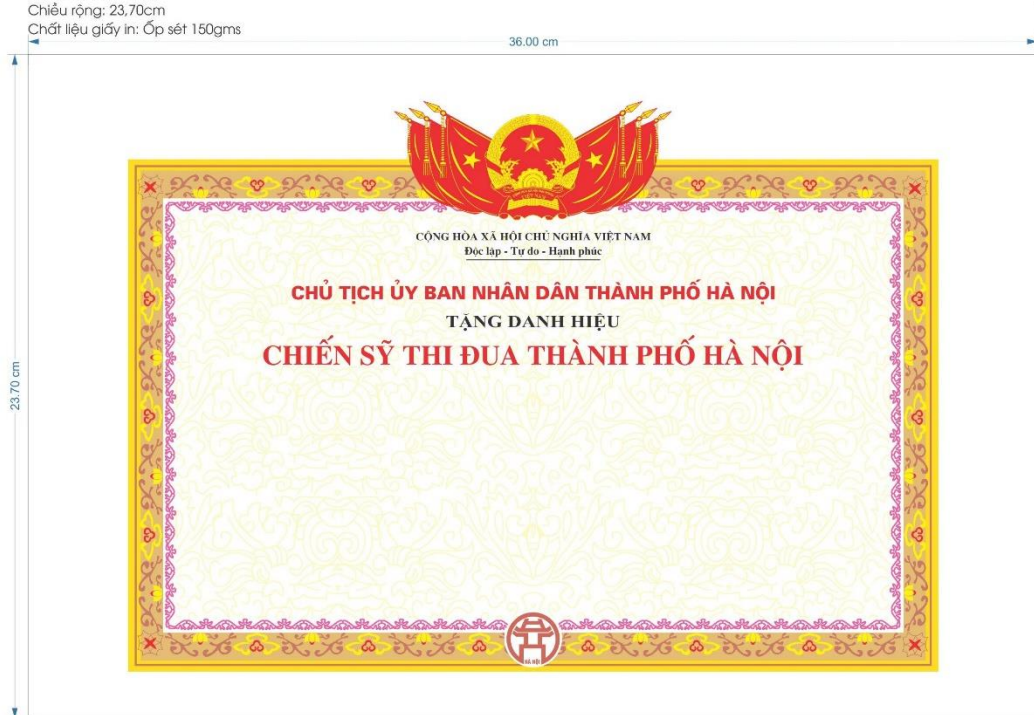 Chiều rộng: 23,70cm
Chất liệu giấy in: Ốp sét 150gms
36.00 cm
23.70 cm
CỘNG HÒA XÃ HỘI CHỦ NGHĨA VIỆT NAM
Độc lập - Tự do - Hạnh phúc
CHỦ TỊCH ỦY BAN NHÂN DÂN THÀNH PHỐ HÀ NỘI
TẶNG DANH HIỆU
CHIẾN SỸ THI ĐUA THÀNH PHỐ HÀ NỘI
HÀ NỘI